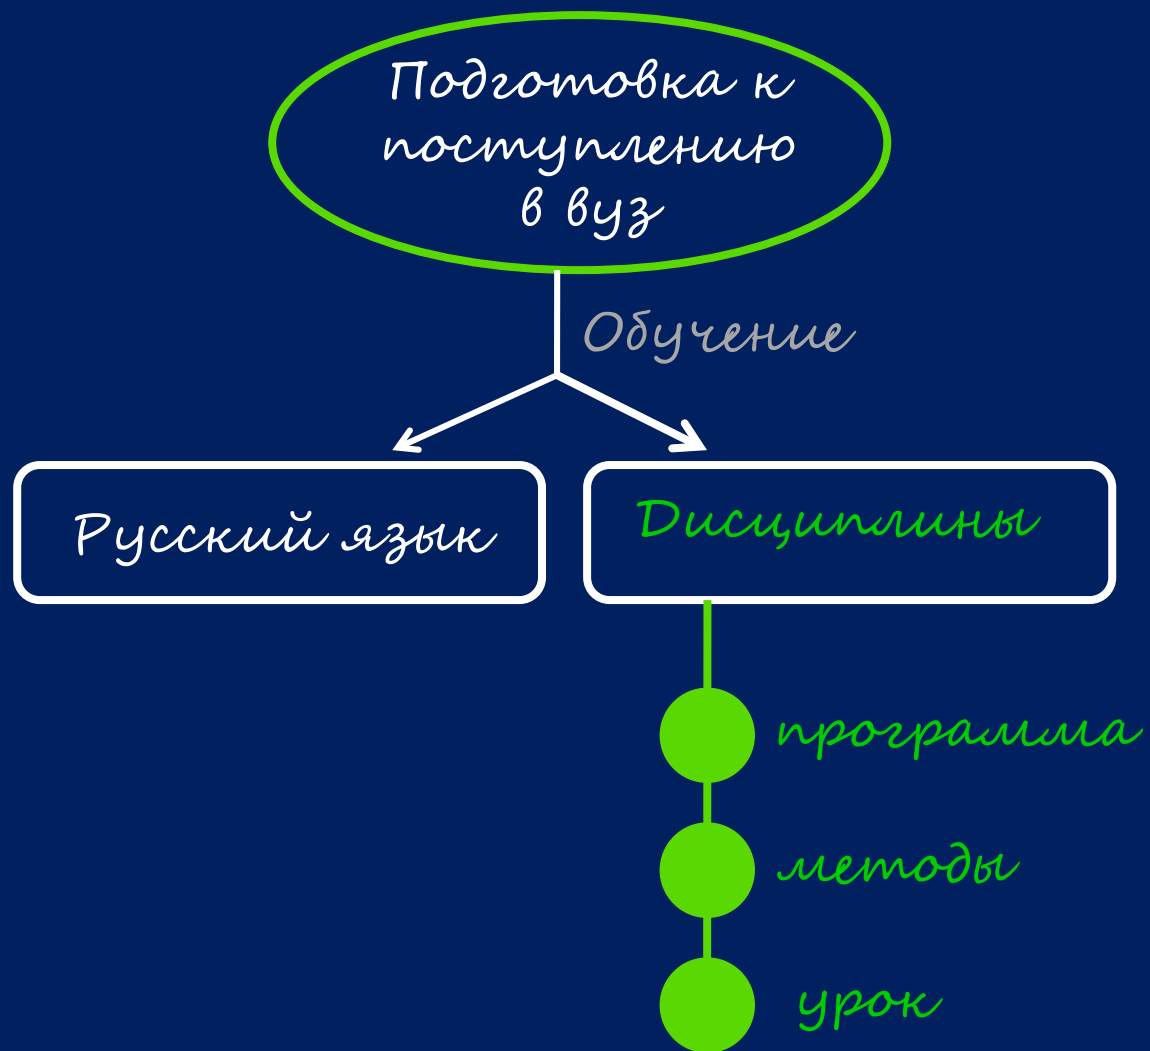 Подготовка к
поступлению
в вуз
Обучение
Русский язык
Дисциплины
программа
методы
урок